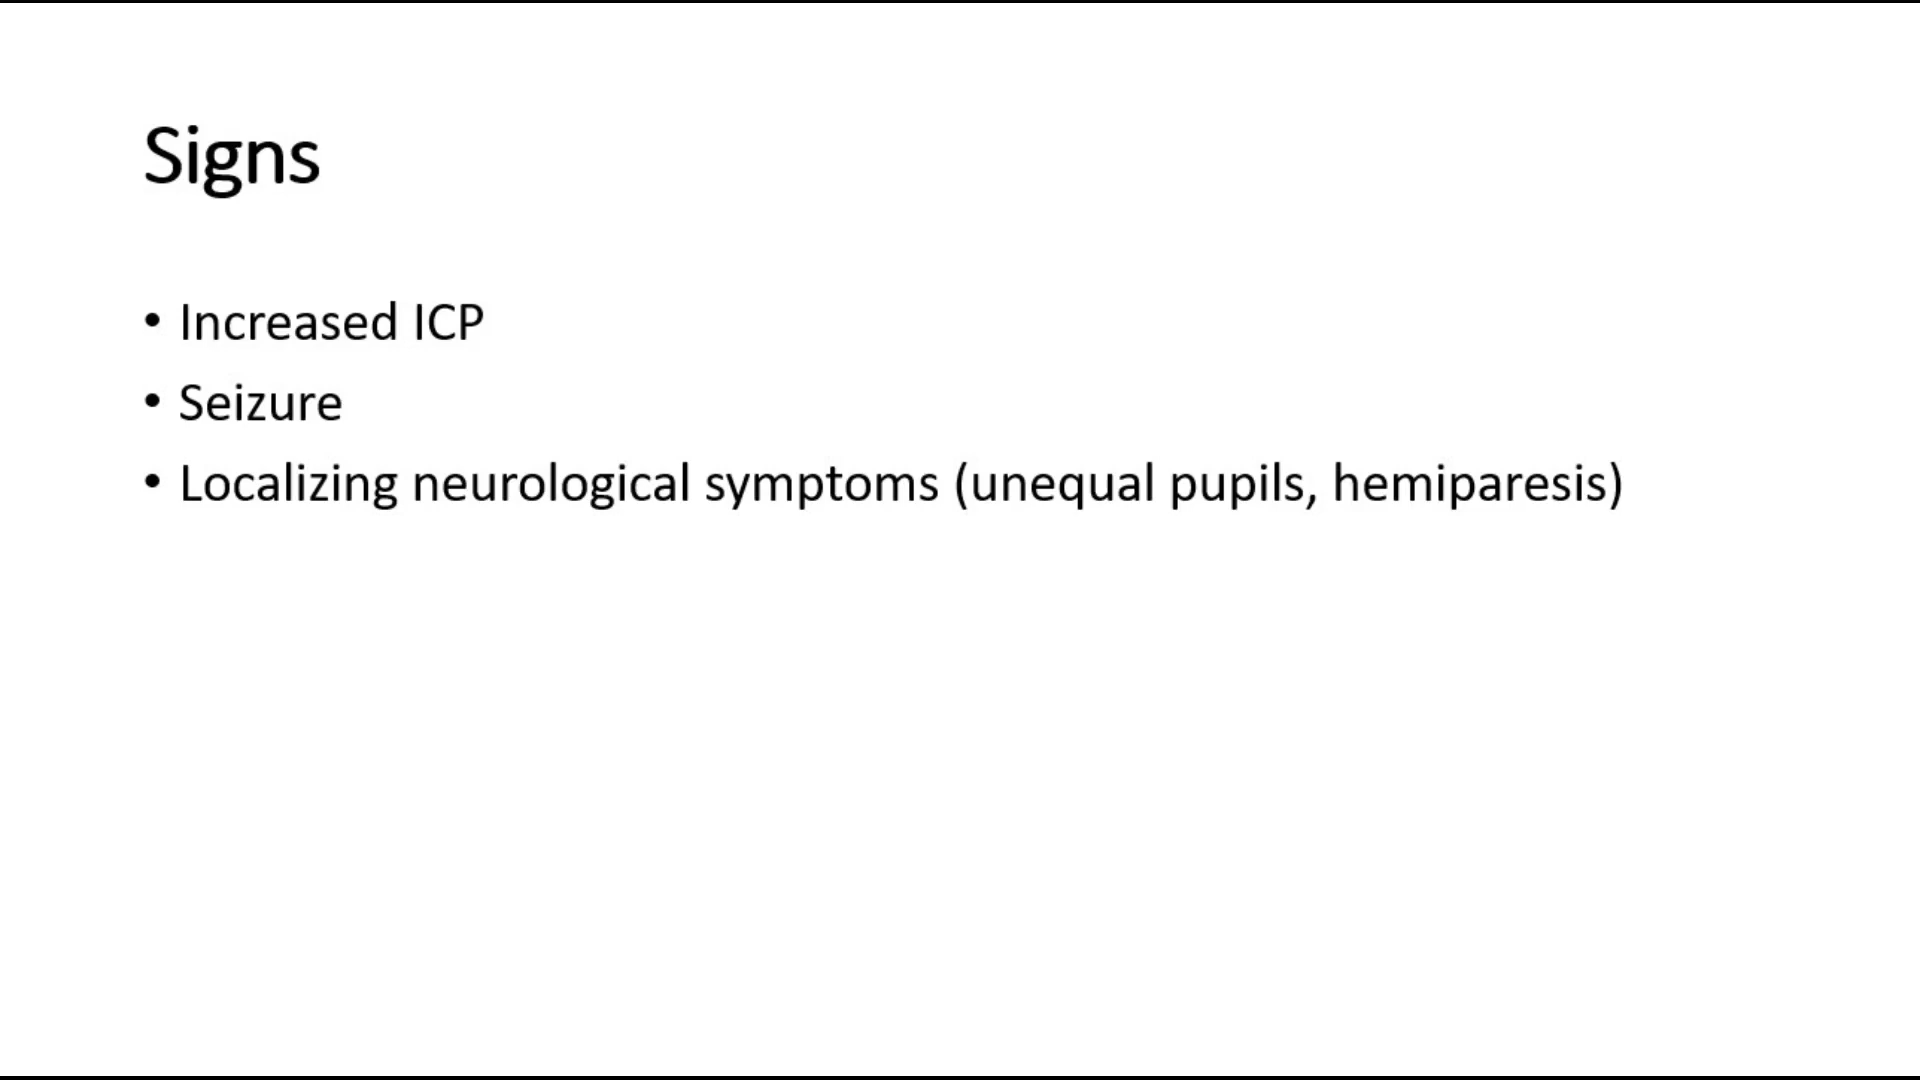 Signs
• Increased ICP
• Seizure
• Localizing neurological symptoms (unequal pupils, hemiparesis)